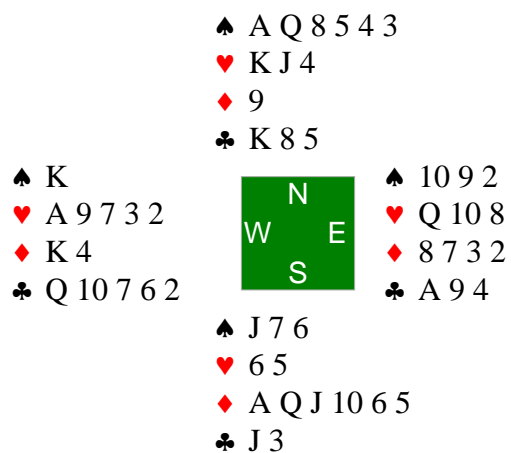 ♠ A Q 8 5 4 3
♥ K J 4
♦ 9
♣ K 8 5
♠ K
♥ A 9 7 3 2
♦ K 4
♣ Q 10 7 6 2
N
W E
S
♠ 10 9 2
♥ Q 10 8
♦ 8 7 3 2
♣ A 9 4
♠ J 7 6
♥ 6 5
♦ A Q J 10 6 5
♣ J 3